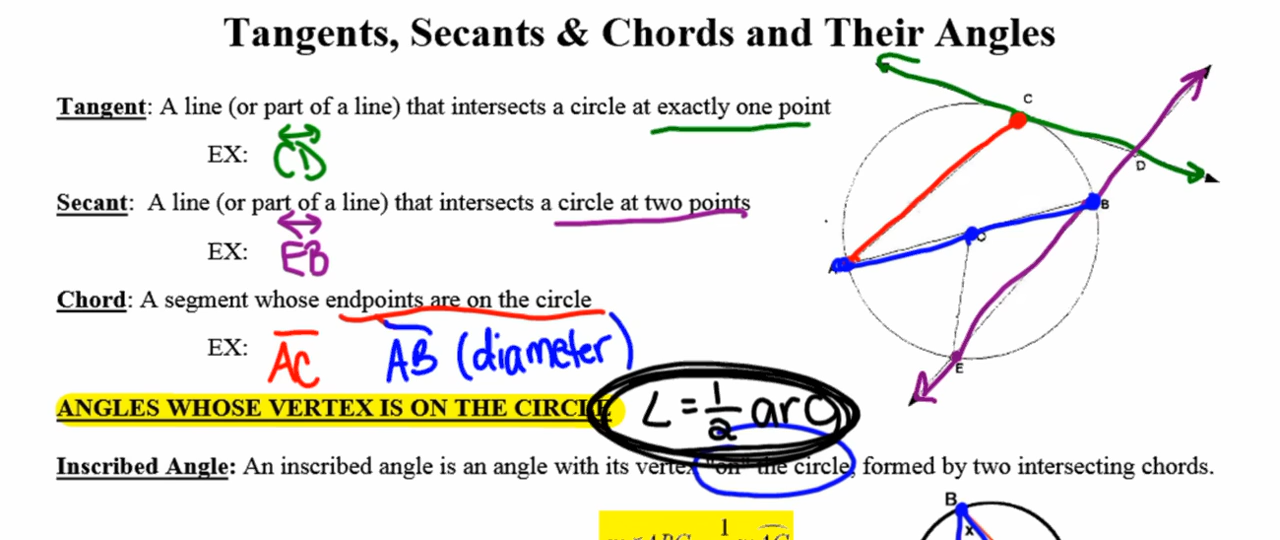 Tangents, Secants & Chords and Their Angles
Tangent: A line (or part of a line) that intersects a circle at exactly one point
EX: CD
Secant: A line (or part of a line) that intersects a circle at two points
EX: EB
Chord: A segment whose endpoints are on the circle
EX: AC AB (diameter)
ANGLES WHOSE VERTEX IS ON THE CIRCLE ∠ = 1/2 arc
Inscribed Angle: An inscribed angle is an angle with its vertex "on" the circle, formed by two intersecting chords.
C
D
B
O
A
E
B
x
1